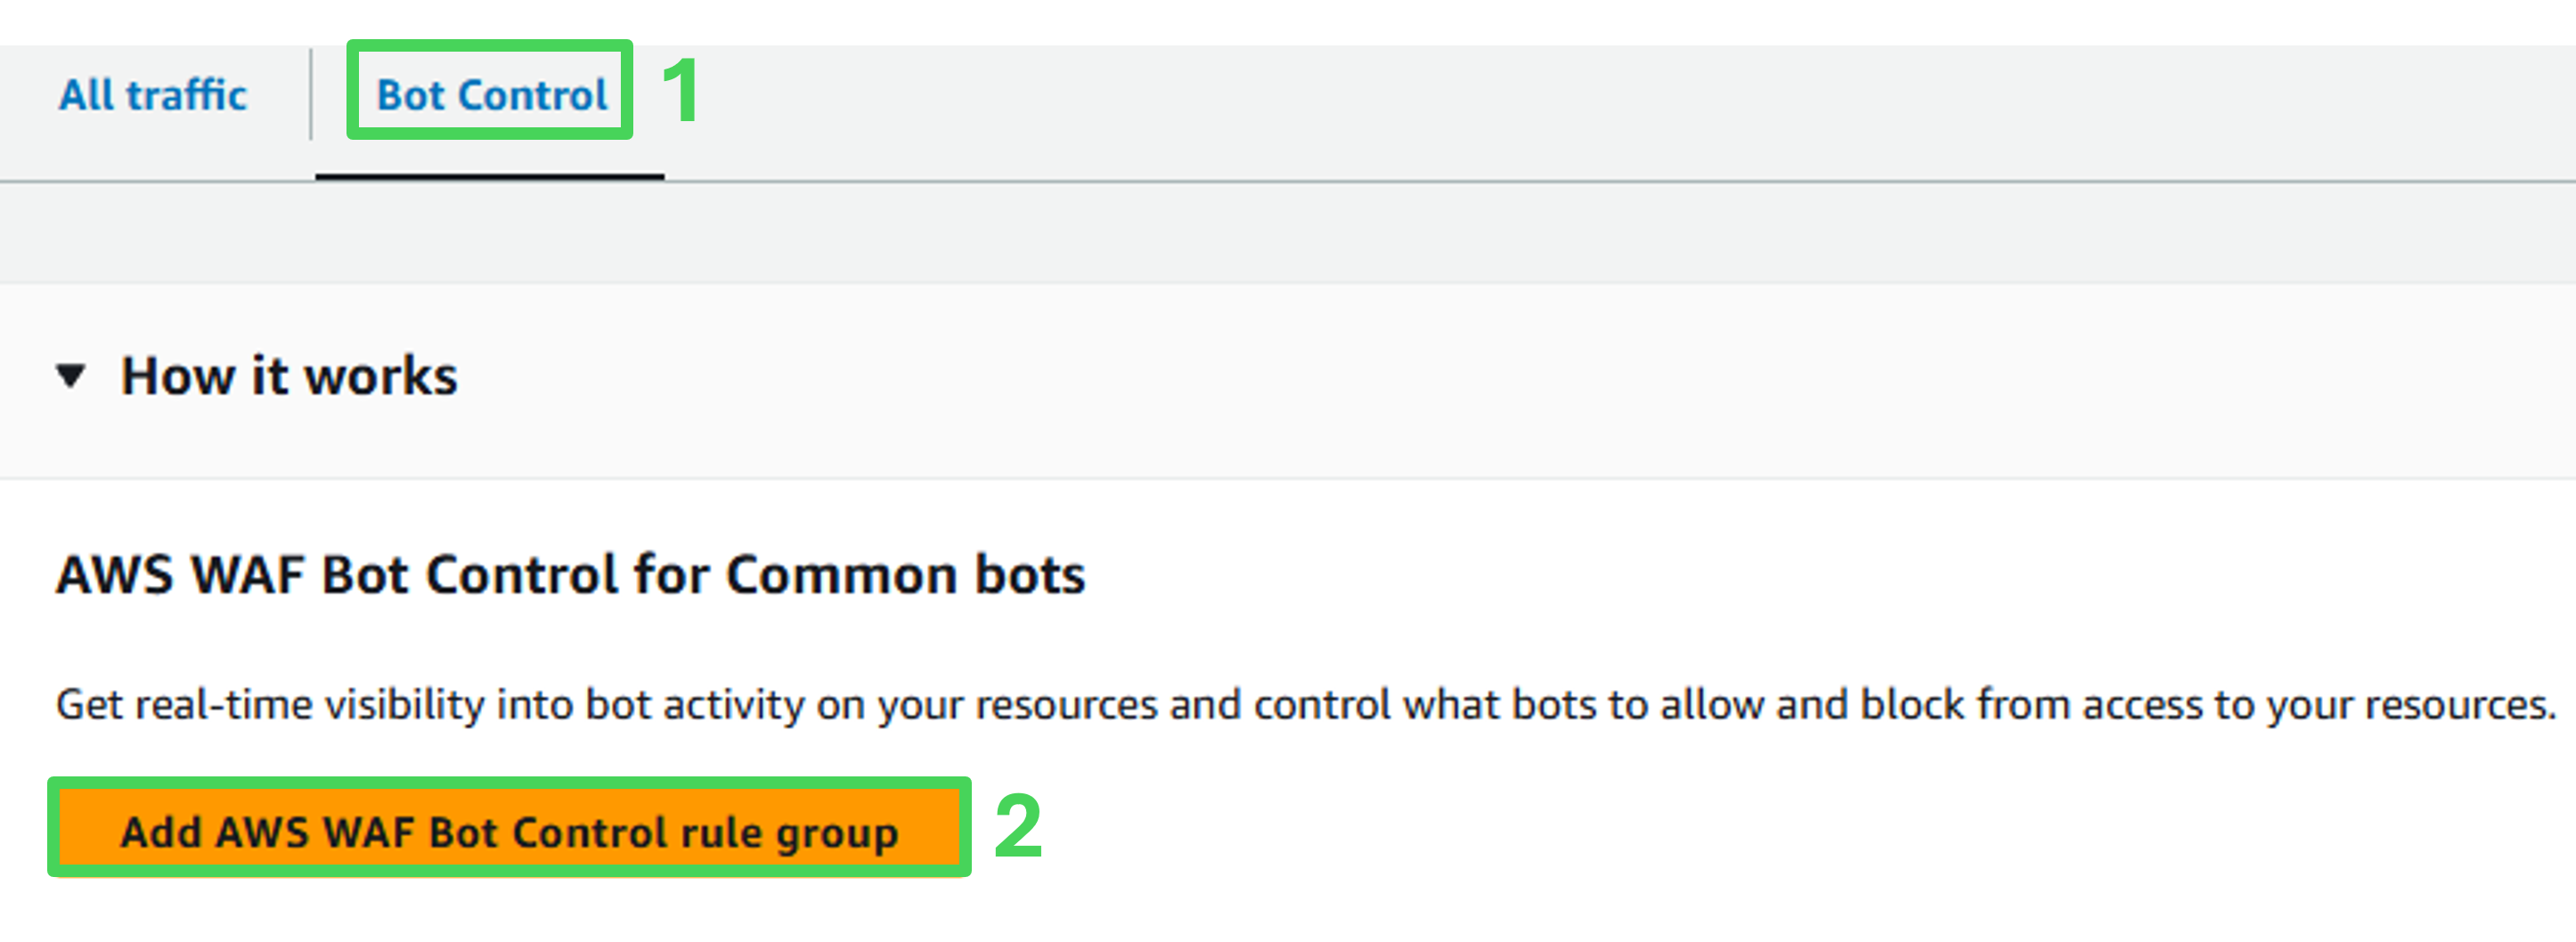 All traffic
Bot Control
1
How it works
AWS WAF Bot Control for Common bots
Get real-time visibility into bot activity on your resources and control what bots to allow and block from access to your resources.
Add AWS WAF Bot Control rule group
2